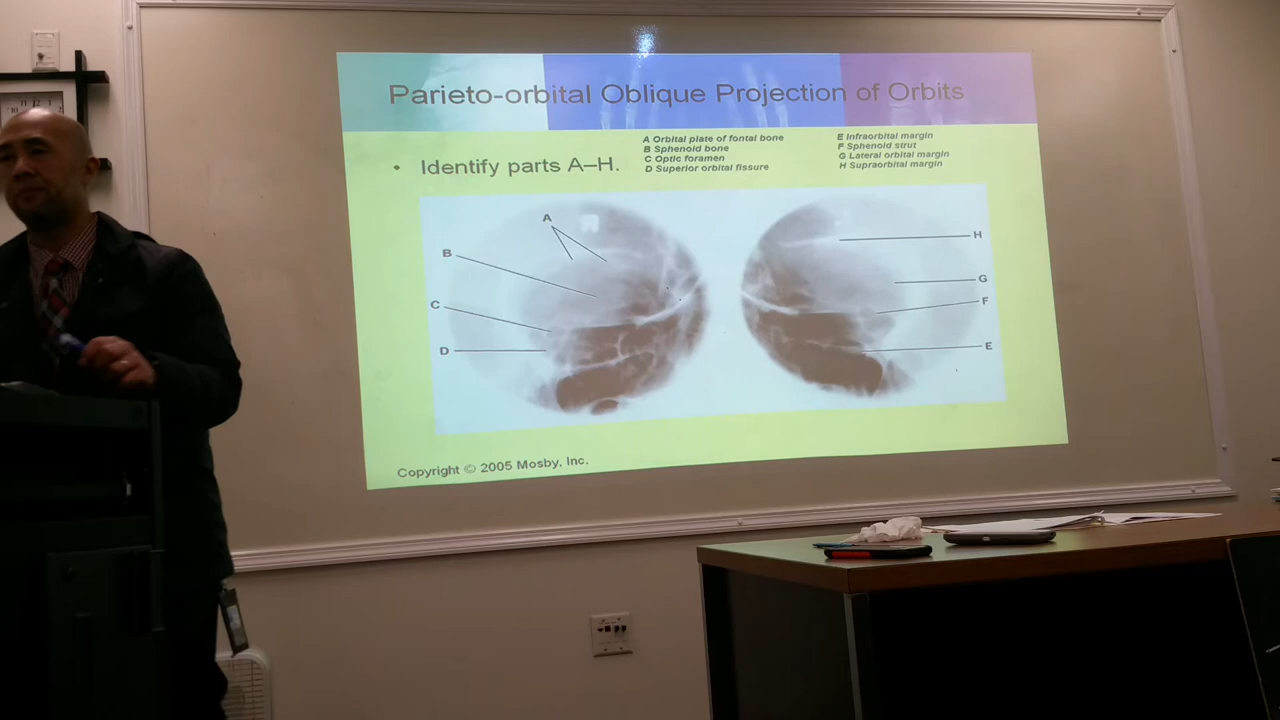 Parieto-orbital Oblique Projection of Orbits
• Identify parts A–H.
A Orbital plate of fontal bone
B Sphenoid bone
C Optic foramen
D Superior orbital fissure
E Infraorbital margin
F Sphenoid strut
G Lateral orbital margin
H Supraorbital margin
A
B
C
D
H
G
F
E
Copyright © 2005 Mosby, Inc.